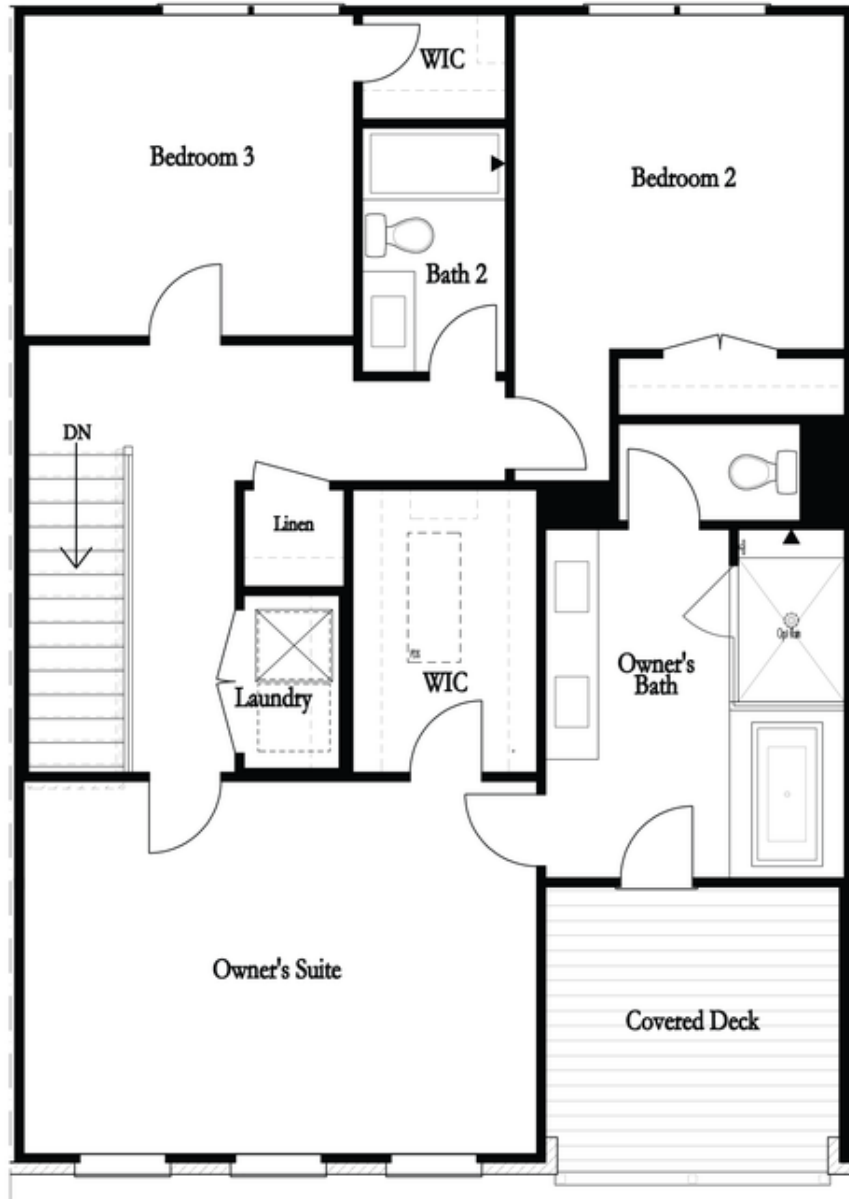 WIC
Bedroom 3
Bedroom 2
Bath 2
DN
Linen
WIC
Owner's
Bath
Laundry
Owner's Suite
Covered Deck